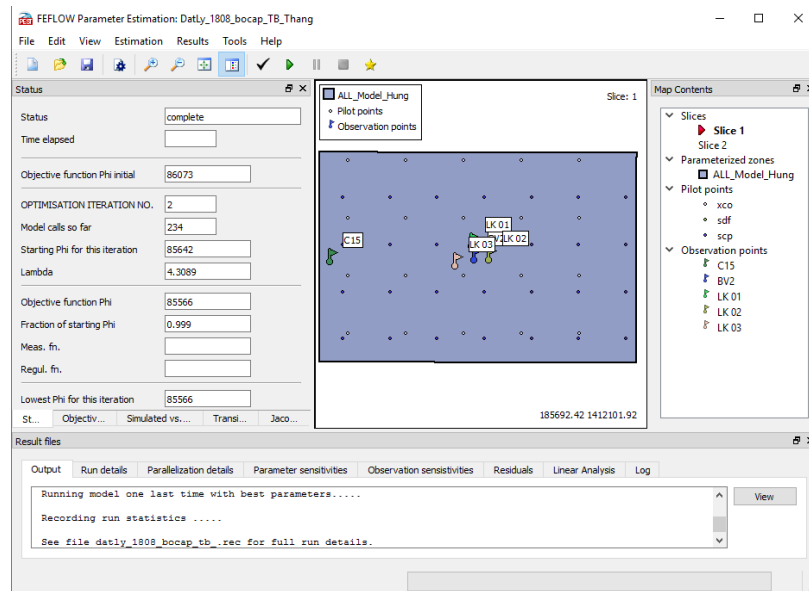 FEFLOW Parameter Estimation: DatLy_1808_bocap_TB_Thang
File Edit View Estimation Results Tools Help
Status
Status complete
Time elapsed
Objective function Phi initial 86073
OPTIMISATION ITERATION NO. 2
Model calls so far 234
Starting Phi for this iteration 85642
Lambda 4.3089
Objective function Phi 85566
Fraction of starting Phi 0.999
Meas. fn.
Regul. fn.
Lowest Phi for this iteration 85566
St... Objectiv... Simulated vs.... Transi... Jaco...
ALL_Model_Hung
Pilot points
Observation points
Slice: 1
C15
LK 01
LK 03
LK 02
185692.42 1412101.92
Map Contents
Slices
Slice 1
Slice 2
Parameterized zones
ALL_Model_Hung
Pilot points
xco
sdf
scp
Observation points
C15
BV2
LK 01
LK 02
LK 03
Result files
Output Run details Parallelization details Parameter sensitivities Observation sensistivities Residuals Linear Analysis Log
Running model one last time with best parameters.....
Recording run statistics .....
See file datly_1808_bocap_tb_.rec for full run details.
View